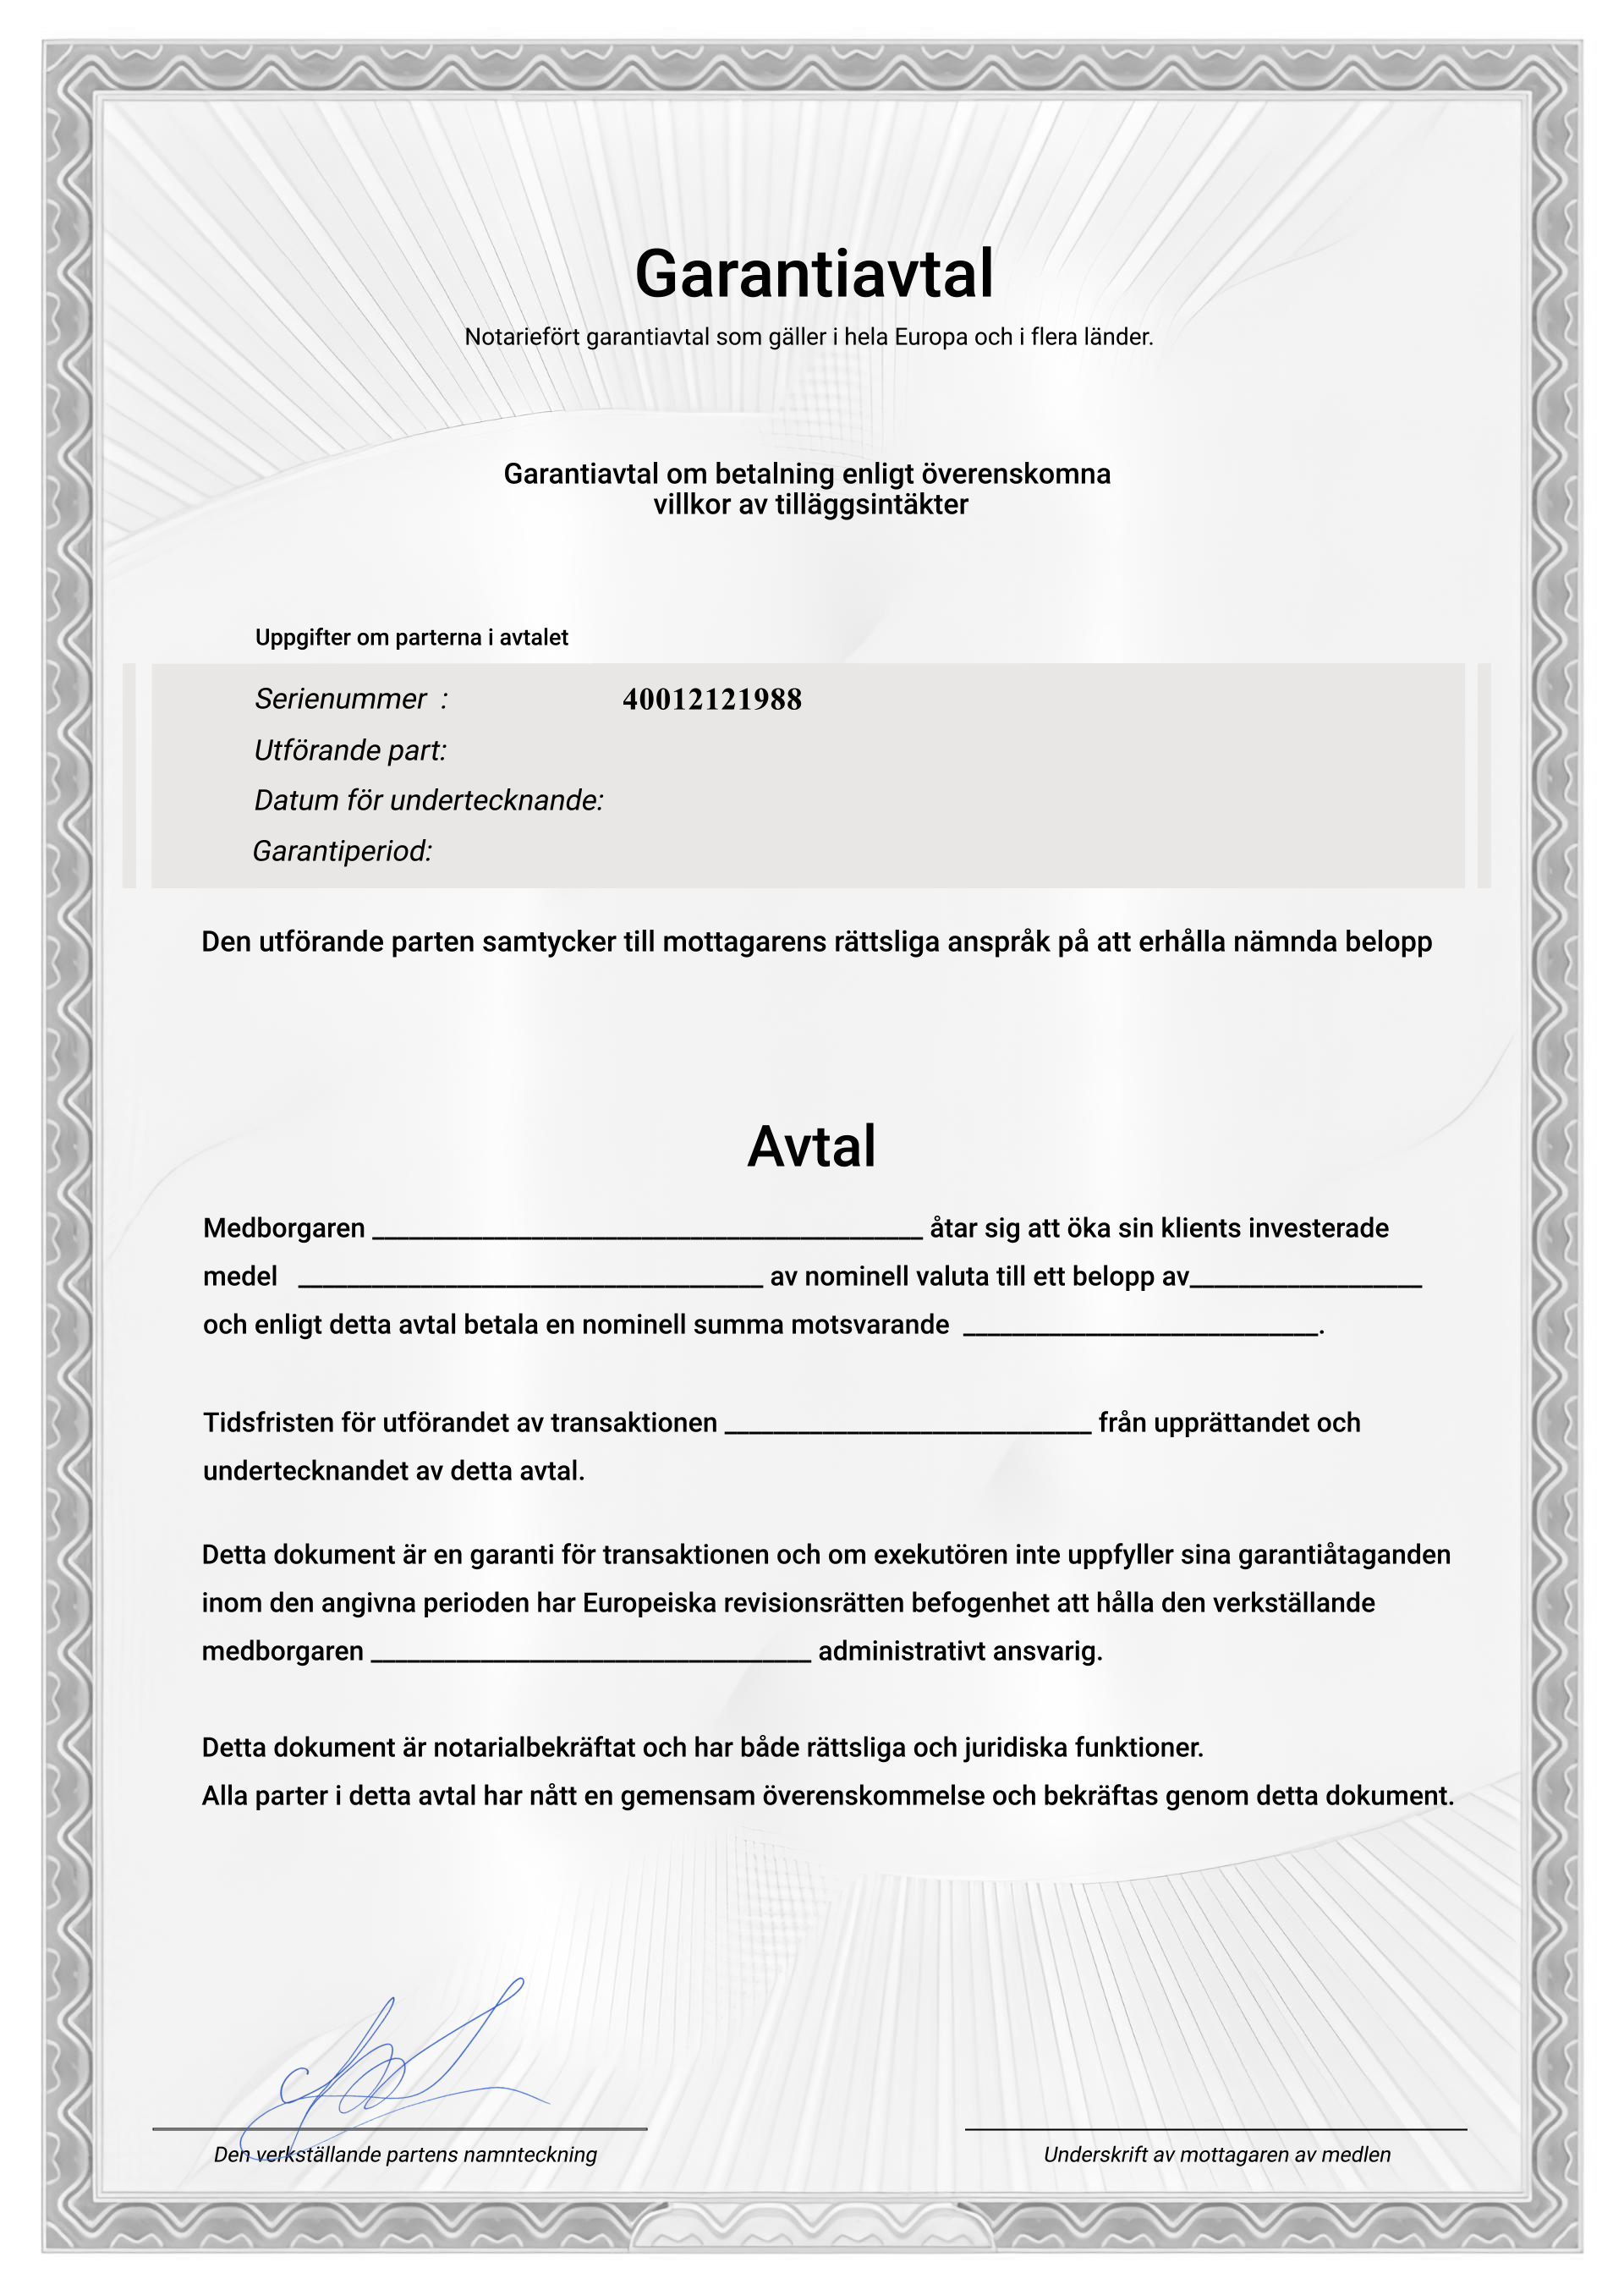 Garantiavtal
Notariefört garantiavtal som gäller i hela Europa och i flera länder.
Garantiavtal om betalning enligt överenskomna
villkor av tilläggsintäkter
Uppgifter om parterna i avtalet
Serienummer : 40012121988
Utförande part:
Datum för undertecknande:
Garantiperiod:
Den utförande parten samtycker till mottagarens rättsliga anspråk på att erhålla nämnda belopp
Avtal
Medborgaren ______________________________________ åtar sig att öka sin klients investerade
medel ________________________________ av nominell valuta till ett belopp av________________
och enligt detta avtal betala en nominell summa motsvarande ________________________.
Tidsfristen för utförandet av transaktionen _________________________ från upprättandet och
undertecknandet av detta avtal.
Detta dokument är en garanti för transaktionen och om exekutören inte uppfyller sina garantiåtaganden
inom den angivna perioden har Europeiska revisionsrätten befogenhet att hålla den verkställande
medborgaren ______________________________ administrativt ansvarig.
Detta dokument är notarialbekräftat och har både rättsliga och juridiska funktioner.
Alla parter i detta avtal har nått en gemensam överenskommelse och bekräftas genom detta dokument.
Den verkställande partens namnteckning
Underskrift av mottagaren av medlen